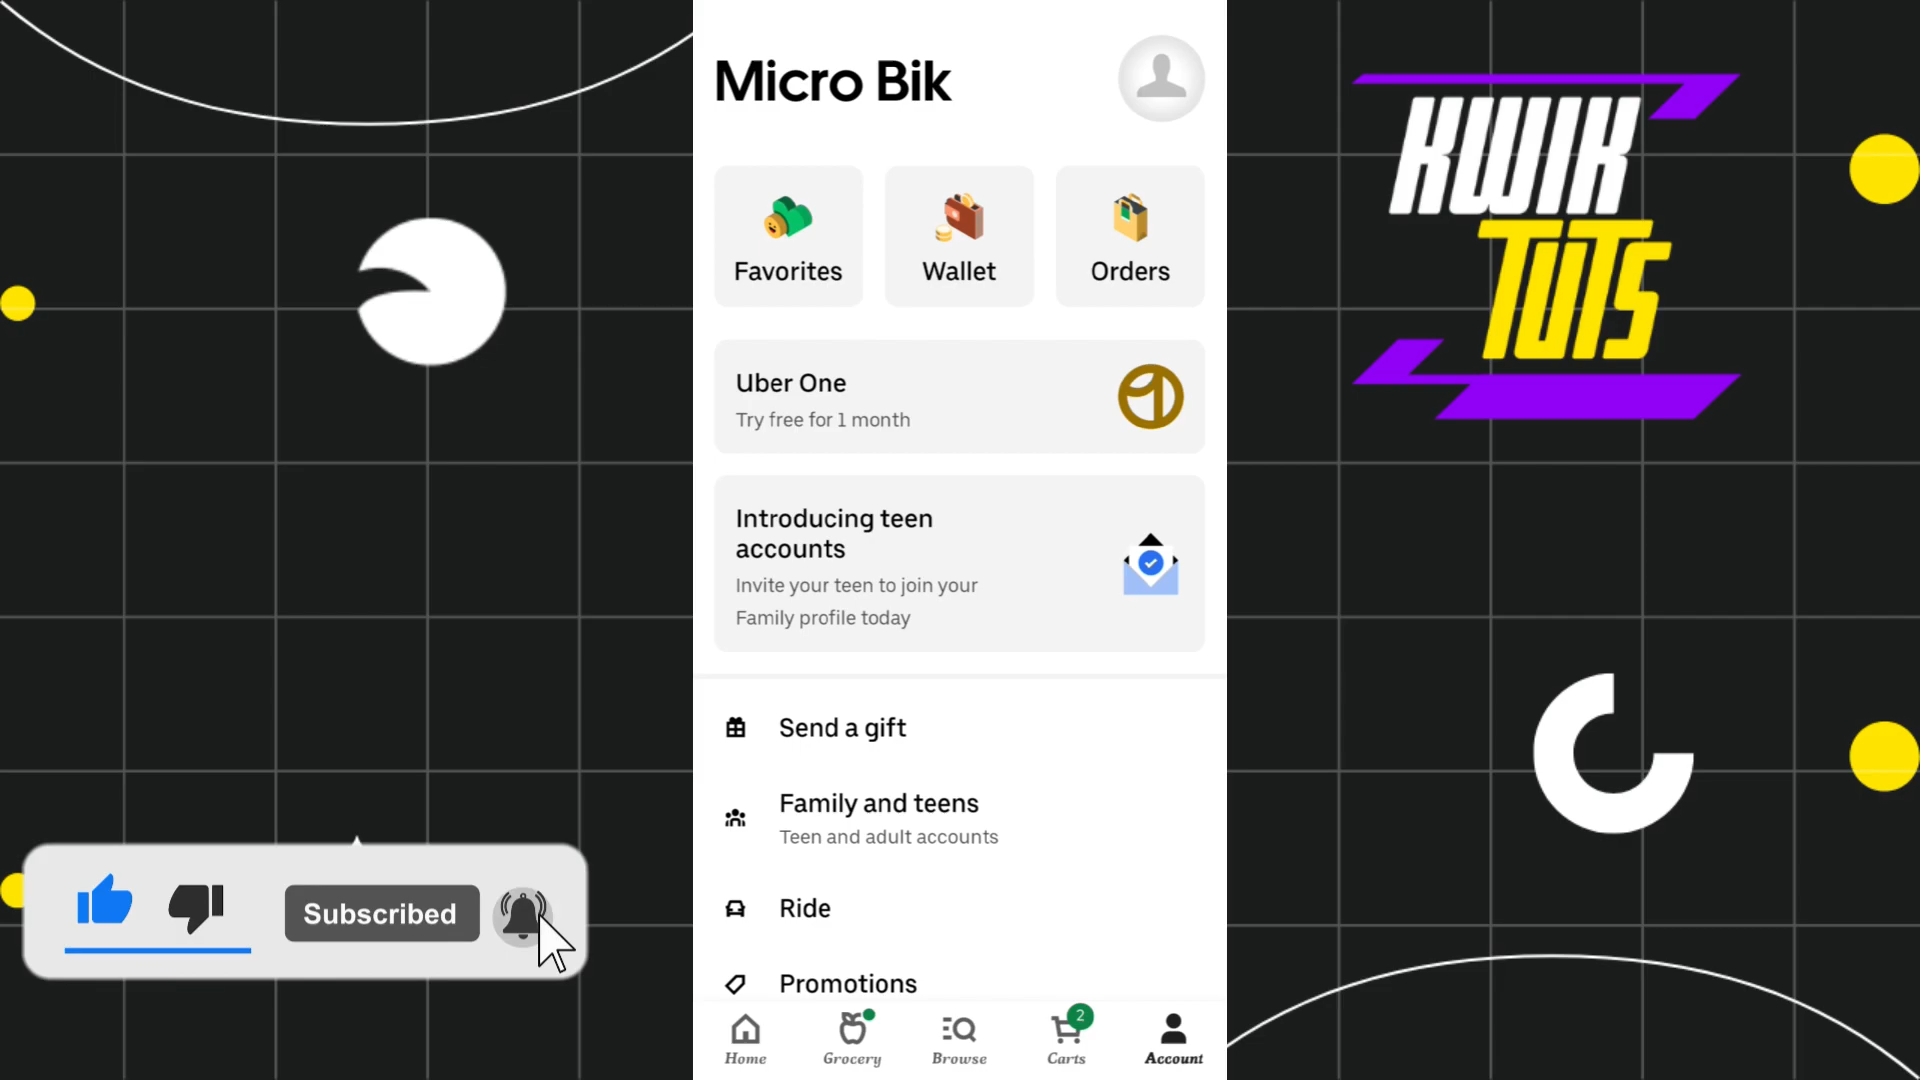 Micro Bik
Favorites
Wallet
Orders
Uber One
Try free for 1 month
Introducing teen
accounts
Invite your teen to join your
Family profile today
Send a gift
Family and teens
Teen and adult accounts
Ride
Promotions
Home
Grocery
Browse
2
Carts
Account
KWIK
TUTS
Subscribed